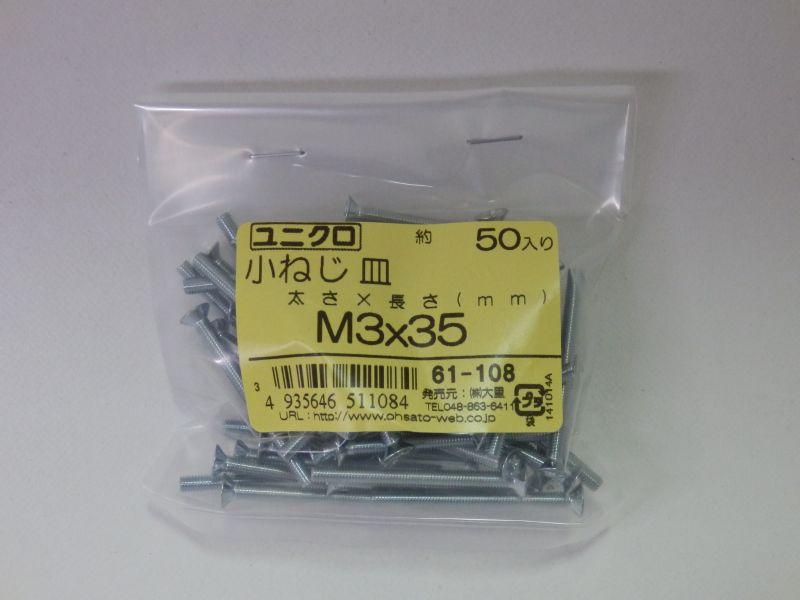 ユニクロ 約 50入り
小ねじ 皿
太さ×長さ(mm)
M3x35
3 61-108
発売元:㈱大里
4 935646 511084 TEL048-863-6411
URL:http://www.ohsato-web.co.jp
プラ
袋
141014A